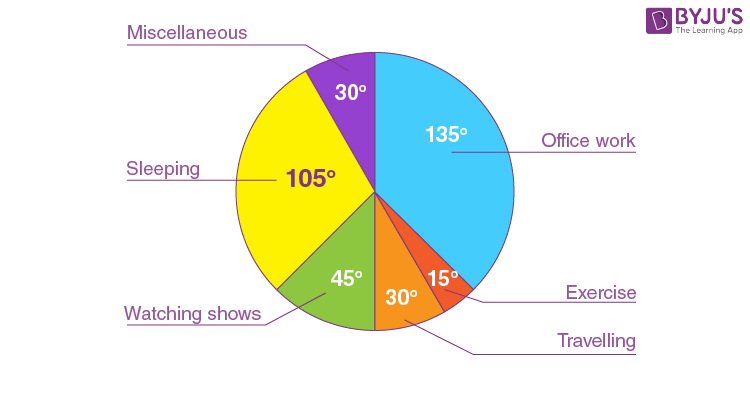 BYJU'S
The Learning App
Miscellaneous
30º
135º
Office work
Sleeping
105º
45º
15º
30º
Exercise
Watching shows
Travelling